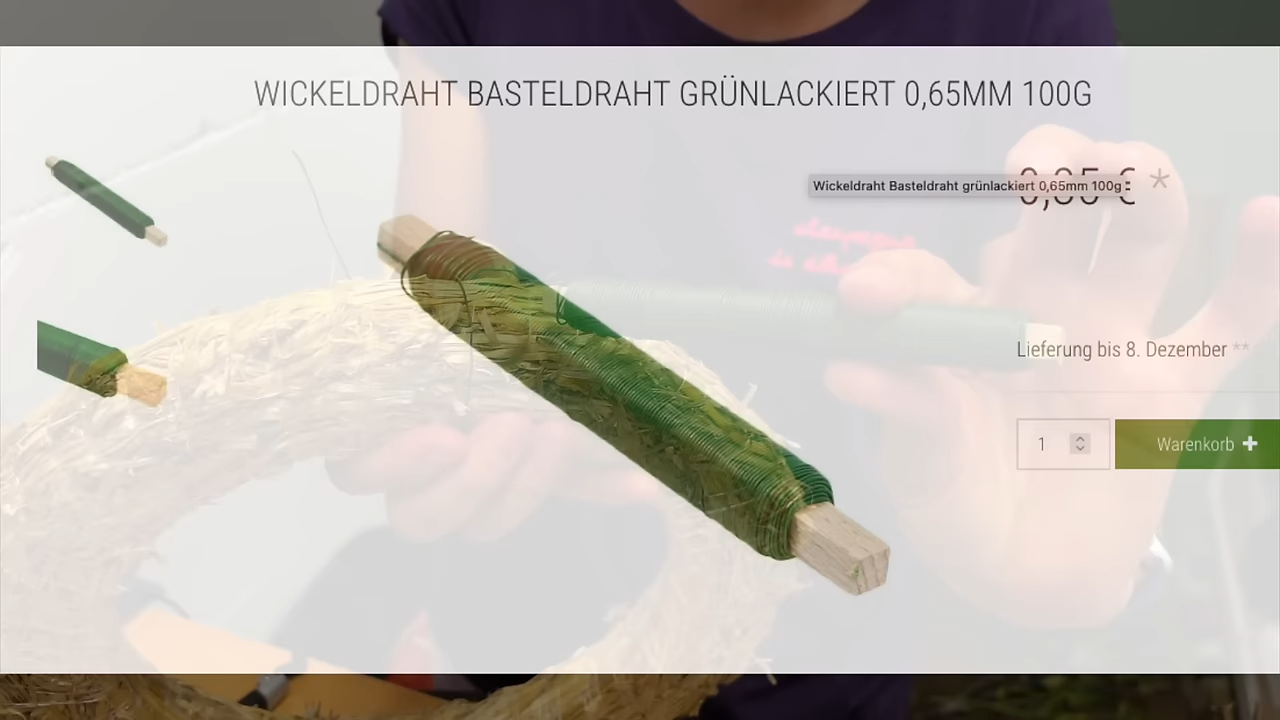 WICKELDRAHT BASTELDRAHT GRÜNLACKIERT 0,65MM 100G
Wickeldraht Basteldraht grünlackiert 0,65mm 100g
€ *
Lieferung bis 8. Dezember **
1
Warenkorb +